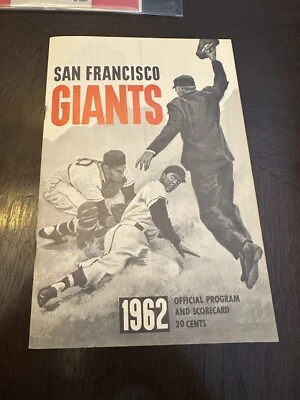 SAN FRANCISCO
GIANTS
1962
OFFICIAL PROGRAM
AND SCORECARD
20 CENTS